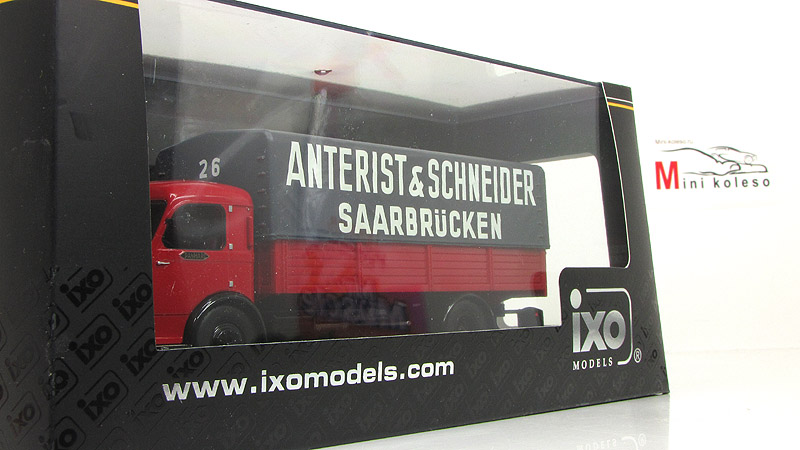 26
ANTERIST & SCHNEIDER
SAARBRÜCKEN
ixo
MODELS
®
www.ixomodels.com
Mini koleso